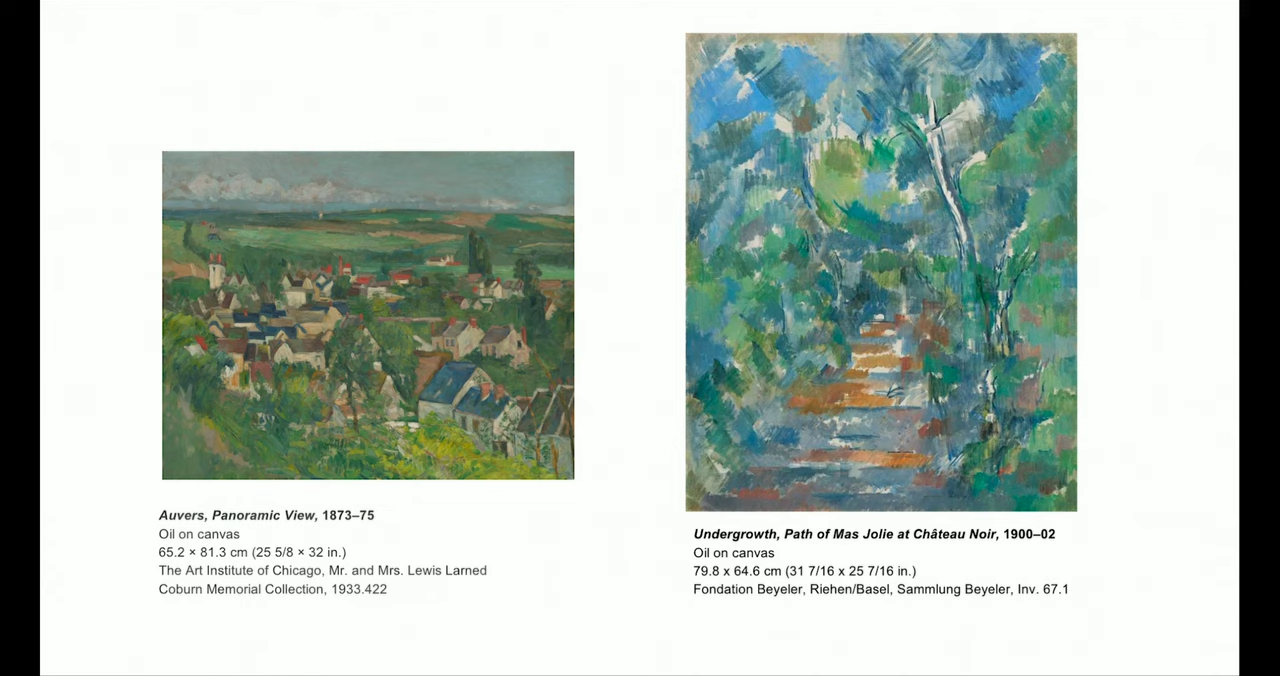 Auvers, Panoramic View, 1873–75
Oil on canvas
65.2 × 81.3 cm (25 5/8 × 32 in.)
The Art Institute of Chicago, Mr. and Mrs. Lewis Larned
Coburn Memorial Collection, 1933.422
Undergrowth, Path of Mas Jolie at Château Noir, 1900–02
Oil on canvas
79.8 x 64.6 cm (31 7/16 x 25 7/16 in.)
Fondation Beyeler, Riehen/Basel, Sammlung Beyeler, Inv. 67.1